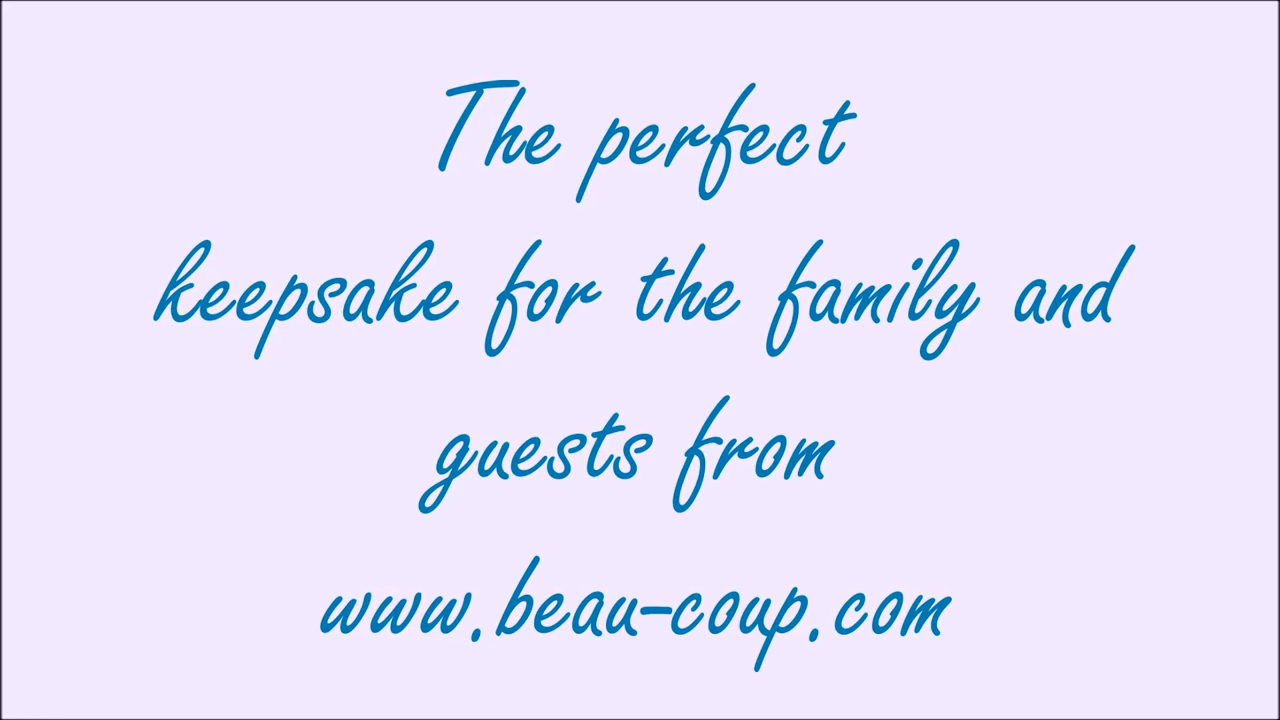 The perfect
keepsake for the family and
guests from
www.beau-coup.com